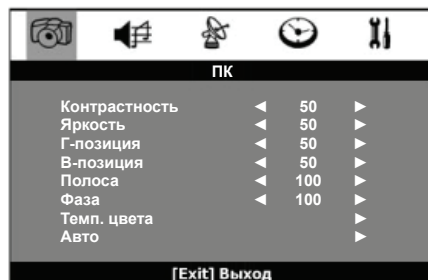 ПК
Контрастность ◄ 50 ►
Яркость ◄ 50 ►
Г-позиция ◄ 50 ►
В-позиция ◄ 50 ►
Полоса ◄ 100 ►
Фаза ◄ 100 ►
Темп. цвета ►
Авто ►
[Exit] Выход